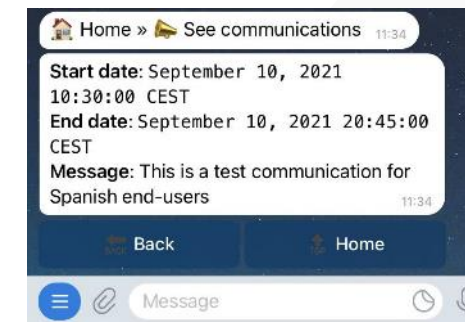 🏠 Home » 📣 See communications 11:34
Start date: September 10, 2021
10:30:00 CEST
End date: September 10, 2021 20:45:00
CEST
Message: This is a test communication for
Spanish end-users 11:34
Back Home
Message